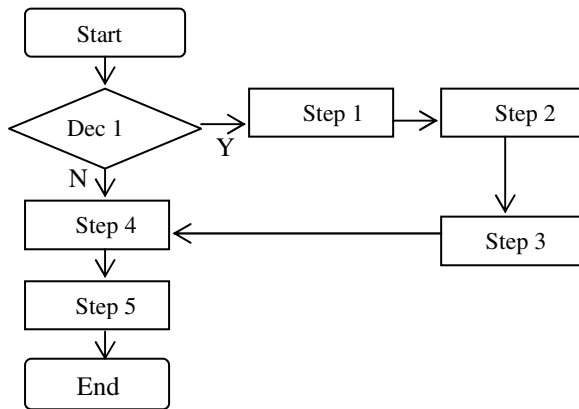 Start
Dec 1
Y
Step 1
Step 2
N
Step 4
Step 3
Step 5
End